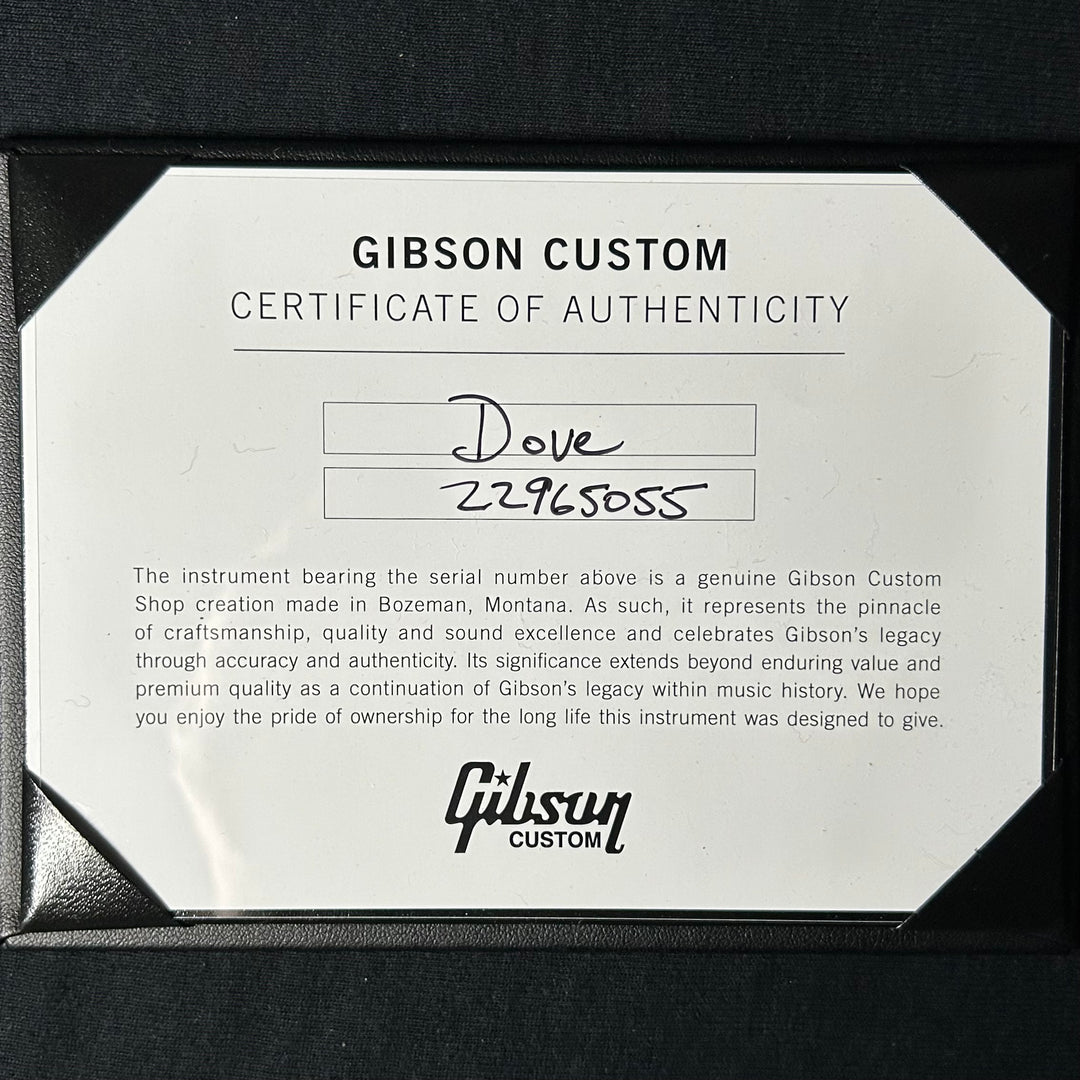 GIBSON CUSTOM
CERTIFICATE OF AUTHENTICITY
Dove
22965055
The instrument bearing the serial number above is a genuine Gibson Custom
Shop creation made in Bozeman, Montana. As such, it represents the pinnacle
of craftsmanship, quality and sound excellence and celebrates Gibson's legacy
through accuracy and authenticity. Its significance extends beyond enduring value and
premium quality as a continuation of Gibson's legacy within music history. We hope
you enjoy the pride of ownership for the long life this instrument was designed to give.
Gibson
CUSTOM